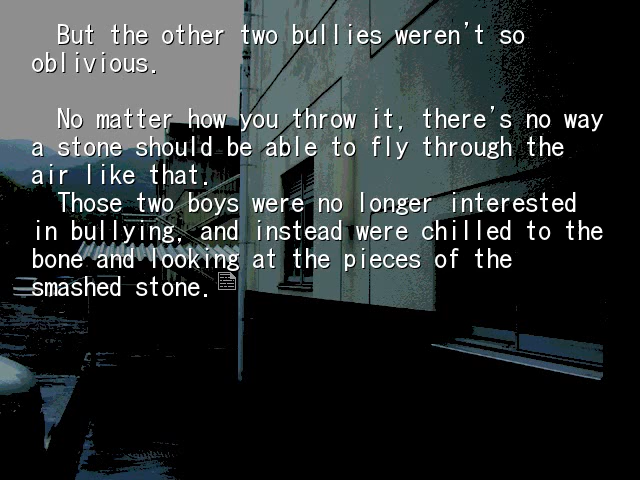 But the other two bullies weren't so
oblivious.
No matter how you throw it, there's no way
a stone should be able to fly through the
air like that.
Those two boys were no longer interested
in bullying, and instead were chilled to the
bone and looking at the pieces of the
smashed stone.